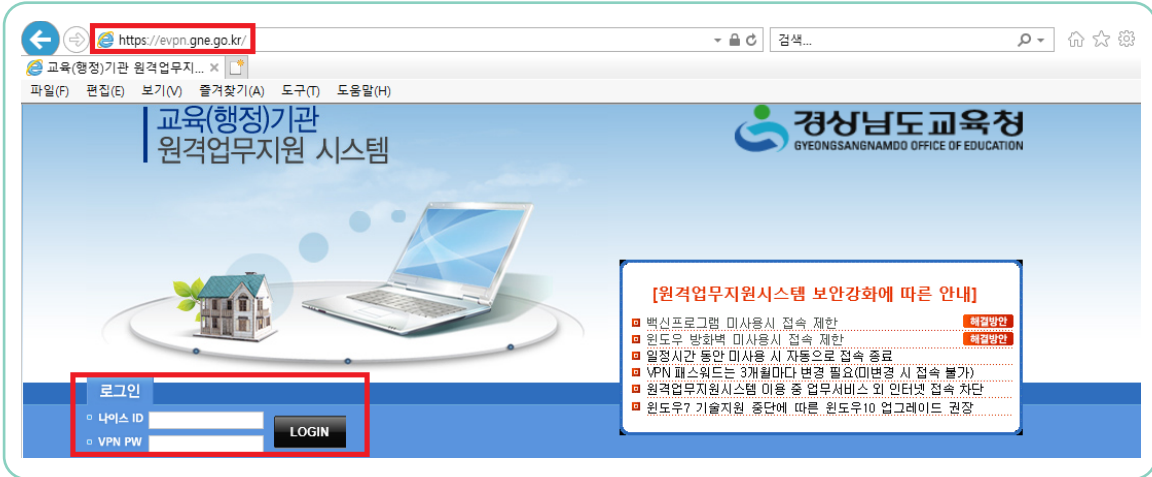 https://evpn.gne.go.kr/
검색...
교육(행정)기관 원격업무지...
파일(F) 편집(E) 보기(V) 즐겨찾기(A) 도구(T) 도움말(H)
교육(행정)기관
원격업무지원 시스템
경상남도교육청
GYEONGSANGNAMDO OFFICE OF EDUCATION
[원격업무지원시스템 보안강화에 따른 안내]
백신프로그램 미사용시 접속 제한 해결방안
윈도우 방화벽 미사용시 접속 제한 해결방안
일정시간 동안 미사용 시 자동으로 접속 종료
VPN 패스워드는 3개월마다 변경 필요(미변경 시 접속 불가)
원격업무지원시스템 이용 중 업무서비스 외 인터넷 접속 차단
윈도우7 기술지원 중단에 따른 윈도우10 업그레이드 권장
로그인
나이스 ID
VPN PW
LOGIN